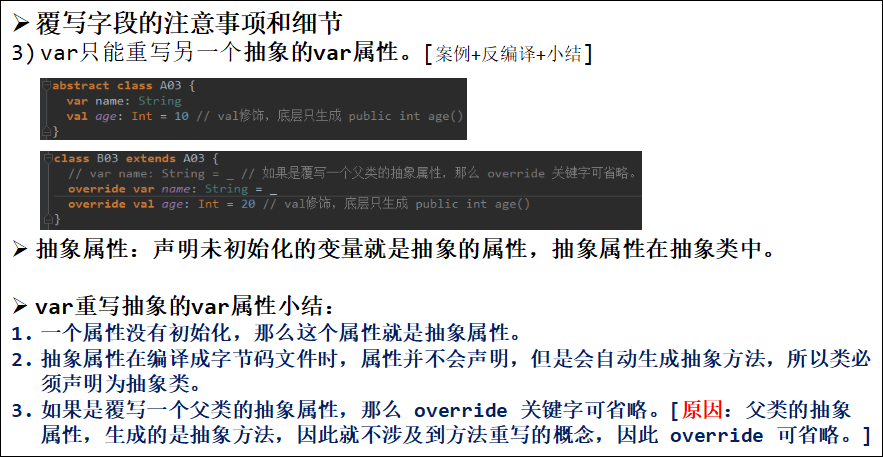 ➢ 覆写字段的注意事项和细节
3) var只能重写另一个抽象的var属性。[案例+反编译+小结]
abstract class A03 {
var name: String
val age: Int = 10 // val修饰，底层只生成 public int age()
}
class B03 extends A03 {
// var name: String = _ // 如果是覆写一个父类的抽象属性，那么 override 关键字可省略。
override var name: String = _
override val age: Int = 20 // val修饰，底层只生成 public int age()
}
➢ 抽象属性：声明未初始化的变量就是抽象的属性，抽象属性在抽象类中。
➢ var重写抽象的var属性小结：
1. 一个属性没有初始化，那么这个属性就是抽象属性。
2. 抽象属性在编译成字节码文件时，属性并不会声明，但是会自动生成抽象方法，所以类必
须声明为抽象类。
3. 如果是覆写一个父类的抽象属性，那么 override 关键字可省略。[原因：父类的抽象
属性，生成的是抽象方法，因此就不涉及到方法重写的概念，因此 override 可省略。]